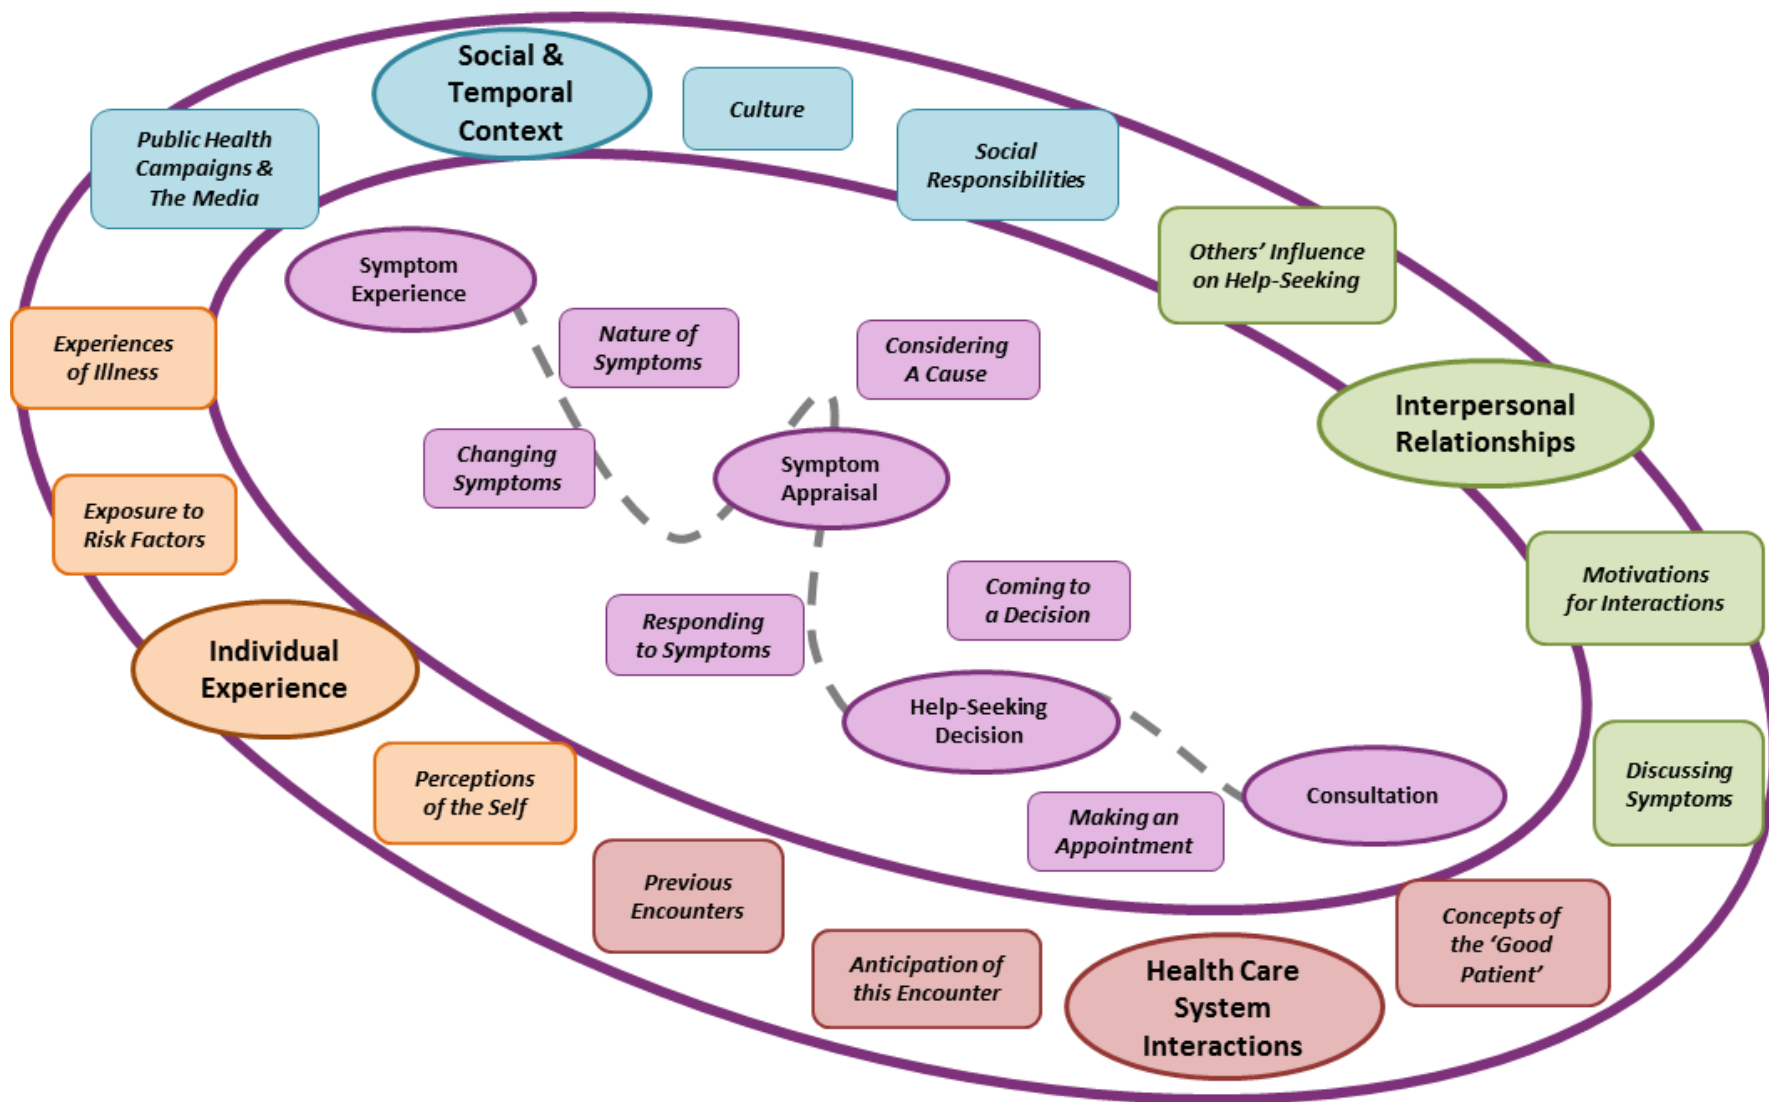 Social &
Temporal
Context
Culture
Public Health
Campaigns &
The Media
Social
Responsibilities
Others’ Influence
on Help-Seeking
Symptom
Experience
Nature of
Symptoms
Considering
A Cause
Experiences
of Illness
Interpersonal
Relationships
Changing
Symptoms
Symptom
Appraisal
Exposure to
Risk Factors
Coming to
a Decision
Motivations
for Interactions
Responding
to Symptoms
Individual
Experience
Help-Seeking
Decision
Perceptions
of the Self
Discussing
Symptoms
Consultation
Making an
Appointment
Previous
Encounters
Concepts of
the ‘Good
Patient’
Anticipation of
this Encounter
Health Care
System
Interactions